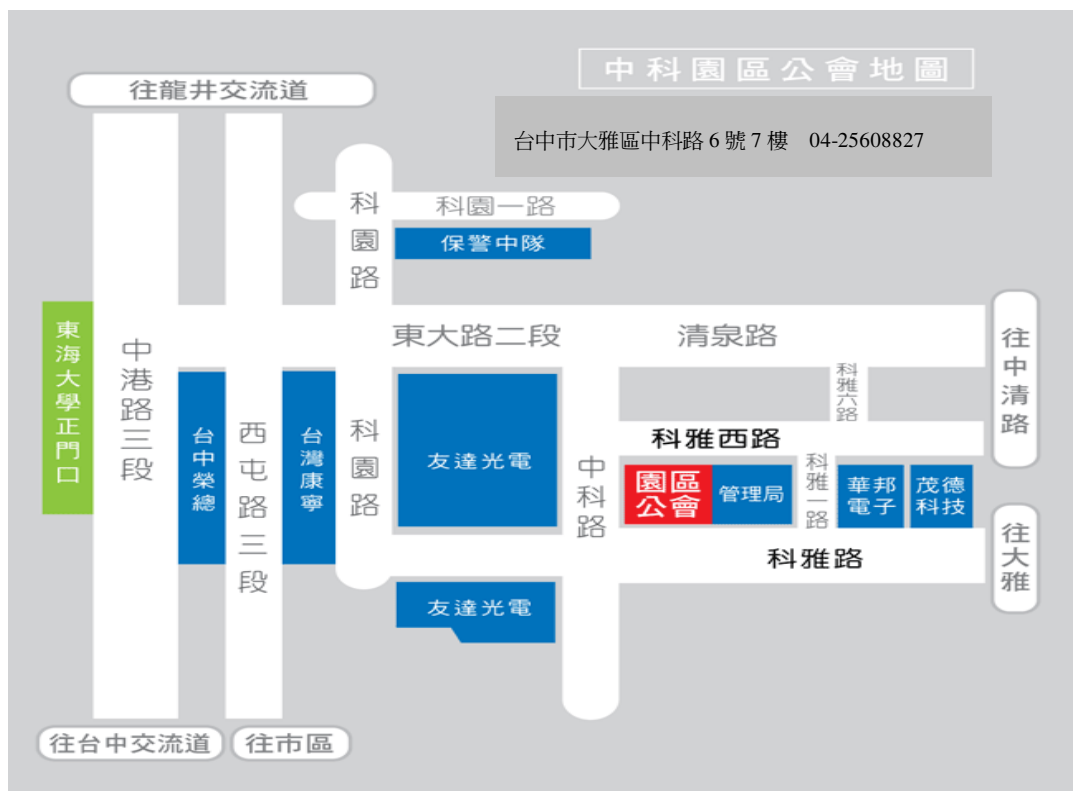 中科園區公會地圖
往龍井交流道
台中市大雅區中科路 6 號 7 樓 04-25608827
科園路
科園一路
保警中隊
東海大學正門口
中港路三段
東大路二段
清泉路
往中清路
科雅六路
台中榮總
西屯路三段
台灣康寧
科園路
友達光電
中科路
科雅西路
園區
公會
管理局
科雅一路
華邦
電子
茂德
科技
往大雅
科雅路
友達光電
往台中交流道
往市區